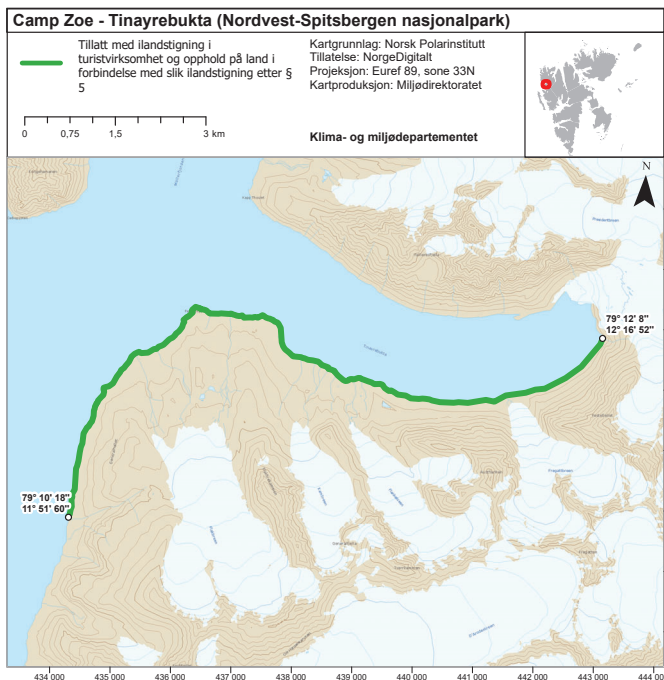 Camp Zoe - Tinayrebukta (Nordvest-Spitsbergen nasjonalpark)
Tillatt med ilandstigning i
turistvirksomhet og opphold på land i
forbindelse med slik ilandstigning etter §
5
0 0,75 1,5 3 km
Kartgrunnlag: Norsk Polarinstitutt
Tillatelse: NorgeDigitalt
Projeksjon: Euref 89, sone 33N
Kartproduksjon: Miljødirektoratet
Klima- og miljødepartementet
N
79° 12' 8"
12° 16' 52"
Tinayrebukta
79° 10' 18"
11° 51' 60"
434 000 435 000 436 000 437 000 438 000 439 000 440 000 441 000 442 000 443 000 444 000